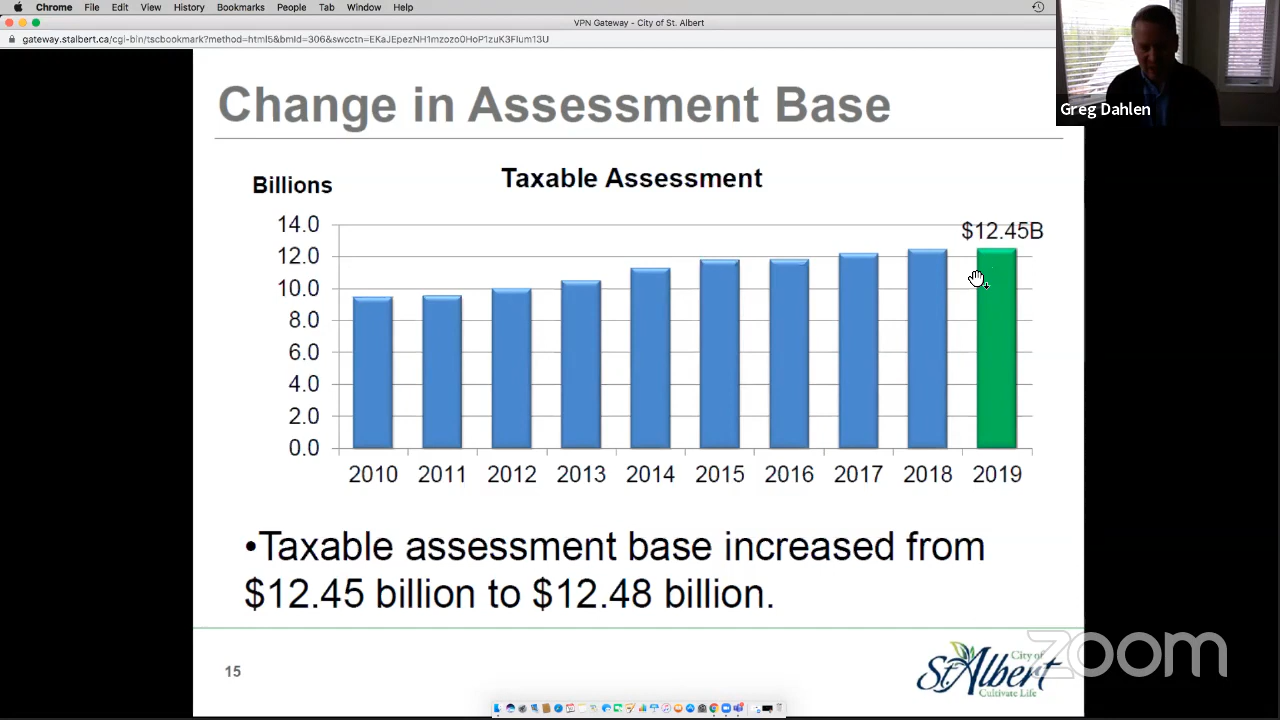 Chrome File Edit View History Bookmarks People Tab Window Help
VPN Gateway - City of St. Albert
Greg Dahlen
Change in Assessment Base
Billions
Taxable Assessment
14.0
12.0
10.0
8.0
6.0
4.0
2.0
0.0
$12.45B
2010 2011 2012 2013 2014 2015 2016 2017 2018 2019
•Taxable assessment base increased from
$12.45 billion to $12.48 billion.
15
City of
St. Albert
Cultivate Life
zoom